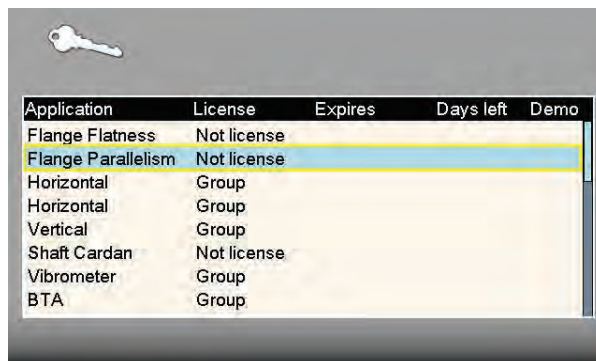 Application License Expires Days left Demo
Flange Flatness Not license
Flange Parallelism Not license
Horizontal Group
Horizontal Group
Vertical Group
Shaft Cardan Not license
Vibrometer Group
BTA Group